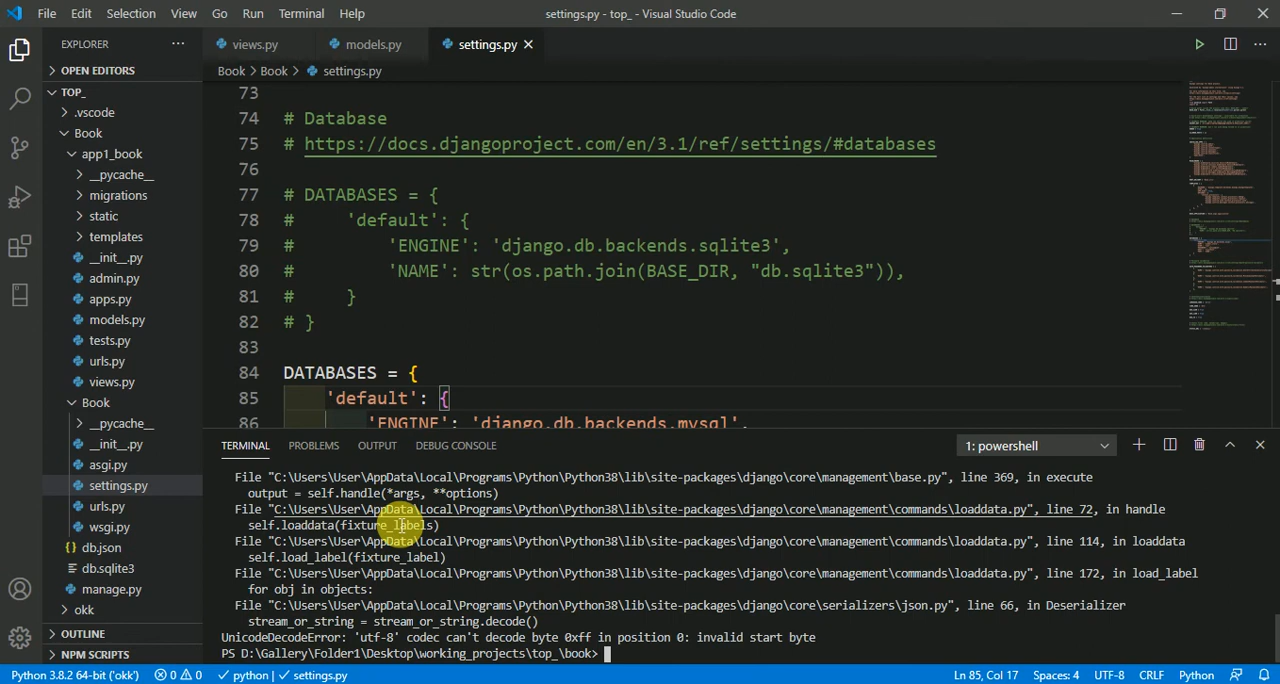 File Edit Selection View Go Run Terminal Help settings.py - top_ - Visual Studio Code
EXPLORER
views.py models.py settings.py
OPEN EDITORS
Book > Book > settings.py
TOP_
.vscode
Book
app1_book
__pycache__
migrations
static
templates
__init__.py
admin.py
apps.py
models.py
tests.py
urls.py
views.py
Book
__pycache__
__init__.py
asgi.py
settings.py
urls.py
wsgi.py
db.json
db.sqlite3
manage.py
okk
OUTLINE
NPM SCRIPTS
73
74 # Database
75 # https://docs.djangoproject.com/en/3.1/ref/settings/#databases
76
77 # DATABASES = {
78 #     'default': {
79 #         'ENGINE': 'django.db.backends.sqlite3',
80 #         'NAME': str(os.path.join(BASE_DIR, "db.sqlite3")),
81 #     }
82 # }
83
84 DATABASES = {
85     'default': {
86         'ENGINE': 'django.db.backends.mysql',
TERMINAL PROBLEMS OUTPUT DEBUG CONSOLE 1: powershell
File "C:\Users\User\AppData\Local\Programs\Python\Python38\lib\site-packages\django\core\management\base.py", line 369, in execute
output = self.handle(*args, **options)
File "C:\Users\User\AppData\Local\Programs\Python\Python38\lib\site-packages\django\core\management\commands\loaddata.py", line 72, in handle
self.loaddata(fixture_labels)
File "C:\Users\User\AppData\Local\Programs\Python\Python38\lib\site-packages\django\core\management\commands\loaddata.py", line 114, in loaddata
self.load_label(fixture_label)
File "C:\Users\User\AppData\Local\Programs\Python\Python38\lib\site-packages\django\core\management\commands\loaddata.py", line 172, in load_label
for obj in objects:
File "C:\Users\User\AppData\Local\Programs\Python\Python38\lib\site-packages\django\core\serializers\json.py", line 66, in Deserializer
stream_or_string = stream_or_string.decode()
UnicodeDecodeError: 'utf-8' codec can't decode byte 0xff in position 0: invalid start byte
PS D:\Gallery\Folder1\Desktop\working_projects\top_\book>
Python 3.8.2 64-bit ('okk') 0 0 python | settings.py Ln 85, Col 17 Spaces: 4 UTF-8 CRLF Python